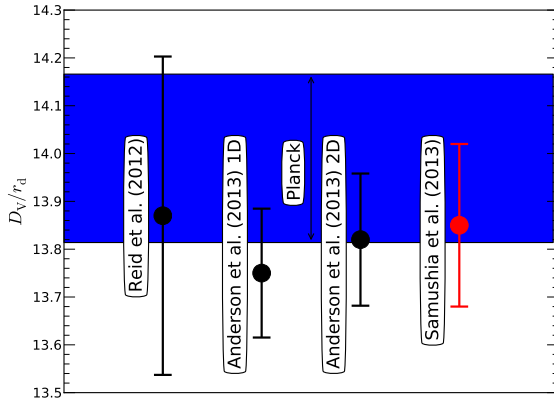 14.3
14.2
14.1
14.0
13.9
13.8
13.7
13.6
13.5
D_V/r_d
Reid et al. (2012)
Anderson et al. (2013) 1D
Planck
Anderson et al. (2013) 2D
Samushia et al. (2013)